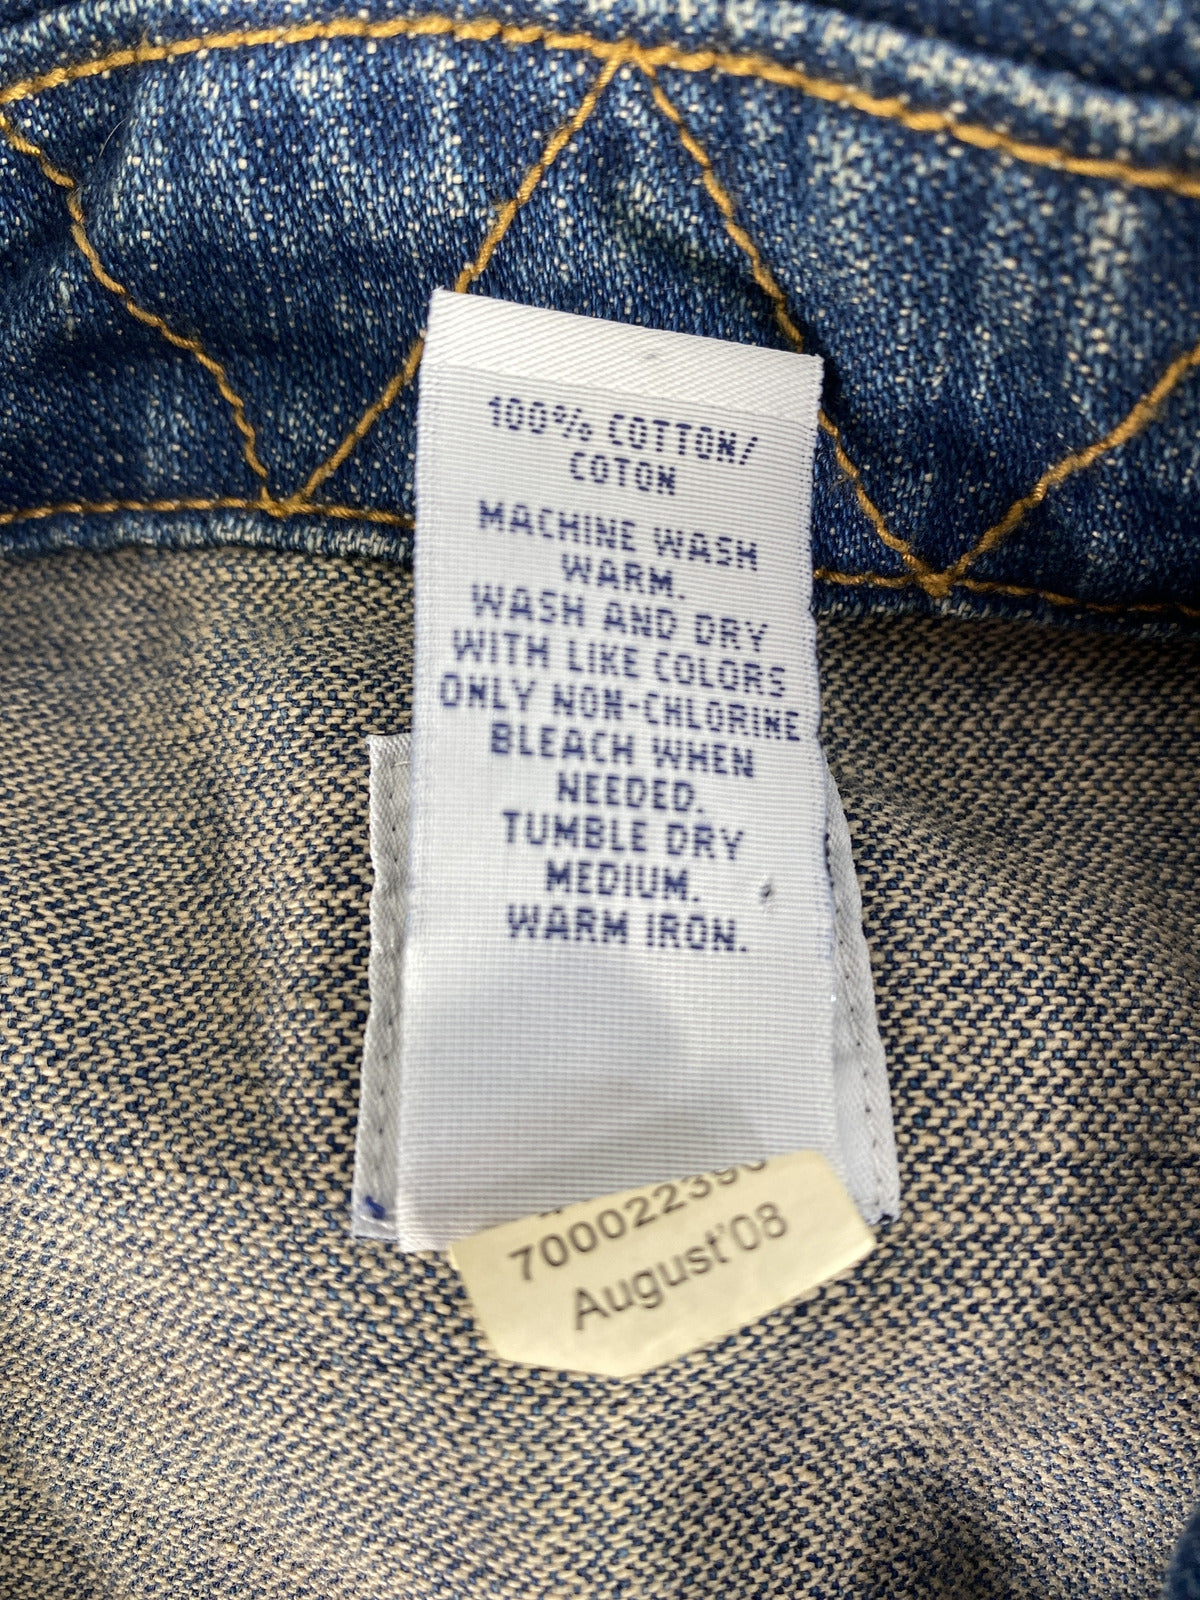 100% COTTON/
COTON
MACHINE WASH
WARM.
WASH AND DRY
WITH LIKE COLORS
ONLY NON-CHLORINE
BLEACH WHEN
NEEDED.
TUMBLE DRY
MEDIUM.
WARM IRON.
700022390
August'08